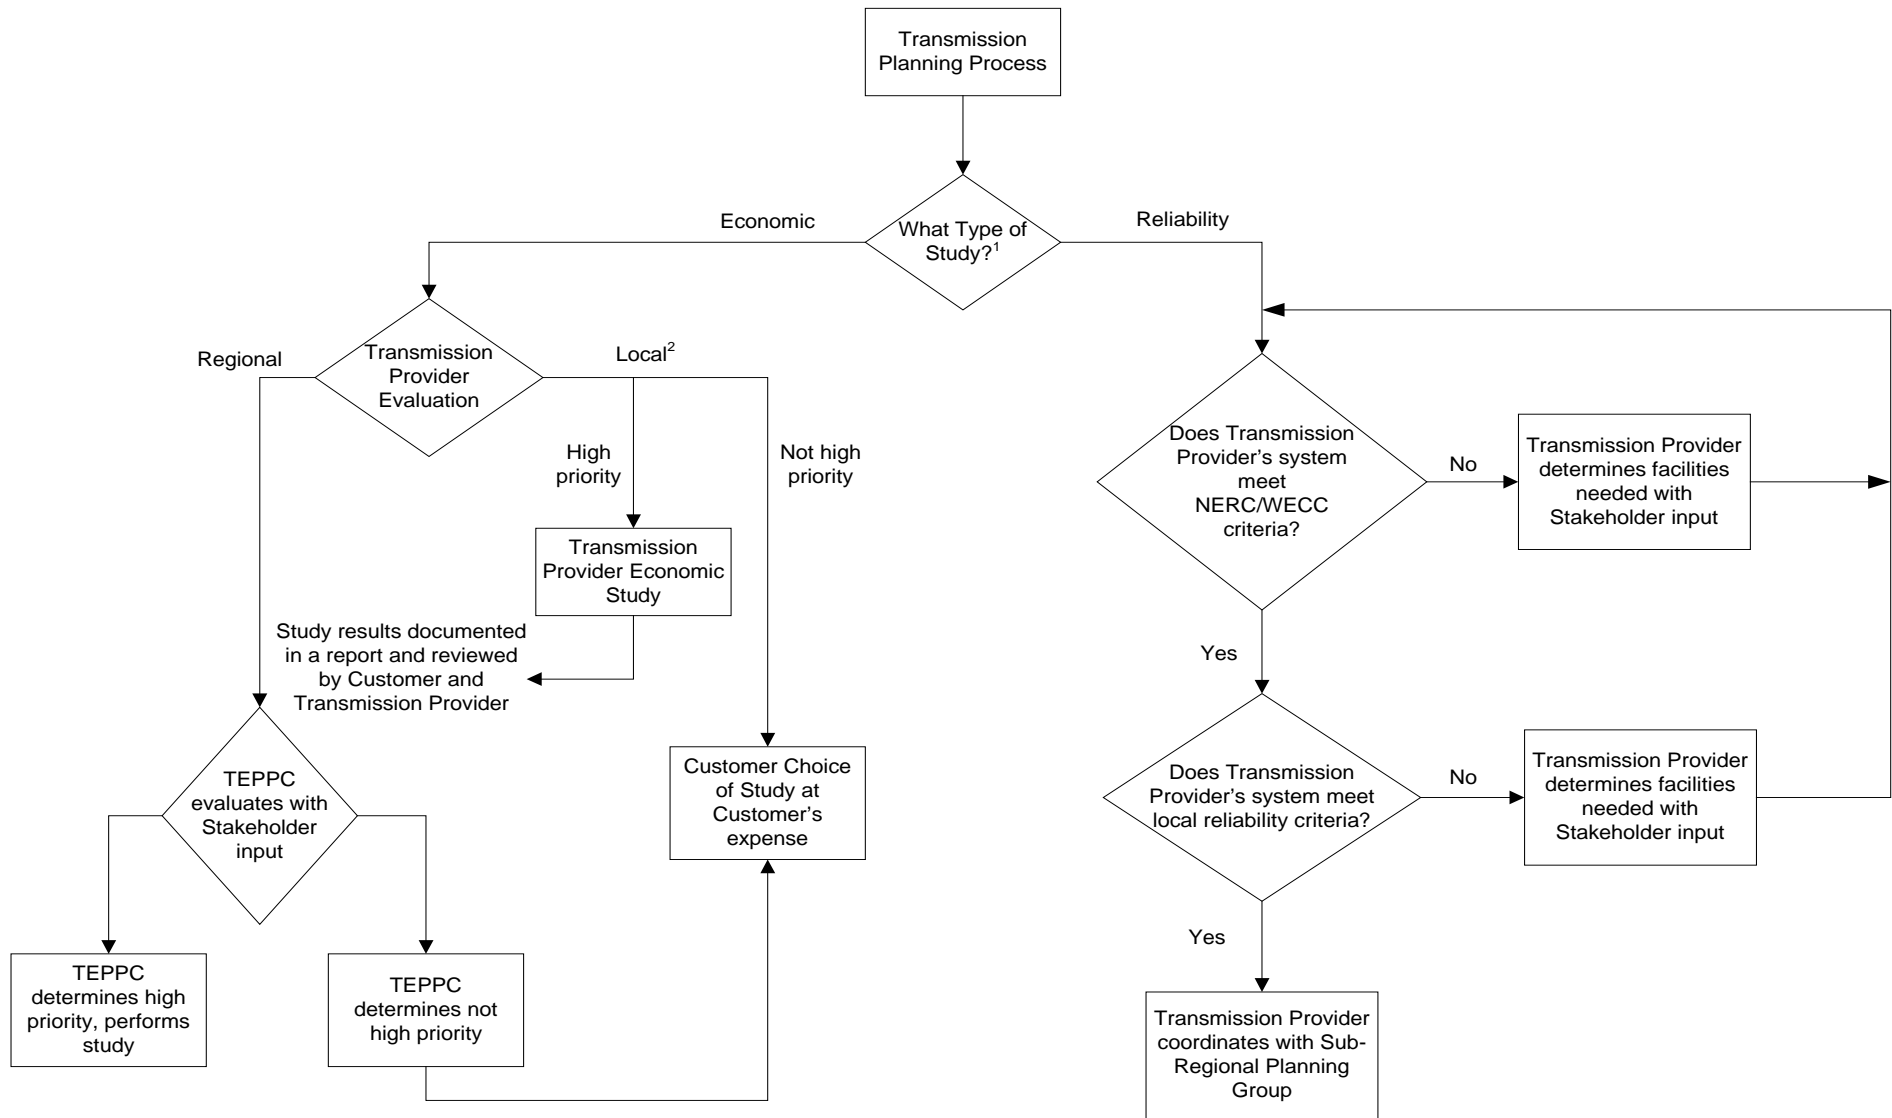 Transmission
Planning Process
What Type of
Study?1
Economic
Reliability
Transmission
Provider
Evaluation
Regional
Local2
High
priority
Not high
priority
Transmission
Provider Economic
Study
Study results documented
in a report and reviewed
by Customer and
Transmission Provider
TEPPC
evaluates with
Stakeholder
input
Customer Choice
of Study at
Customer's
expense
TEPPC
determines high
priority, performs
study
TEPPC
determines not
high priority
Does Transmission
Provider's system
meet
NERC/WECC
criteria?
No
Transmission Provider
determines facilities
needed with
Stakeholder input
Yes
Does Transmission
Provider's system meet
local reliability criteria?
No
Transmission Provider
determines facilities
needed with
Stakeholder input
Yes
Transmission Provider
coordinates with Sub-
Regional Planning
Group